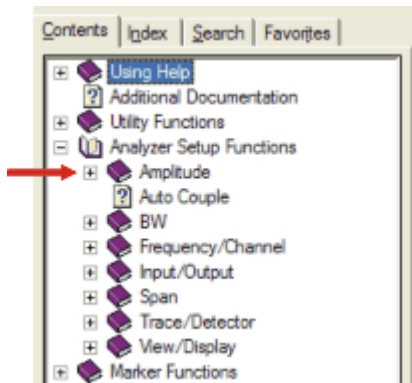 Contents Index Search Favorites
Using Help
Additional Documentation
Utility Functions
Analyzer Setup Functions
Amplitude
Auto Couple
BW
Frequency/Channel
Input/Output
Span
Trace/Detector
View/Display
Marker Functions